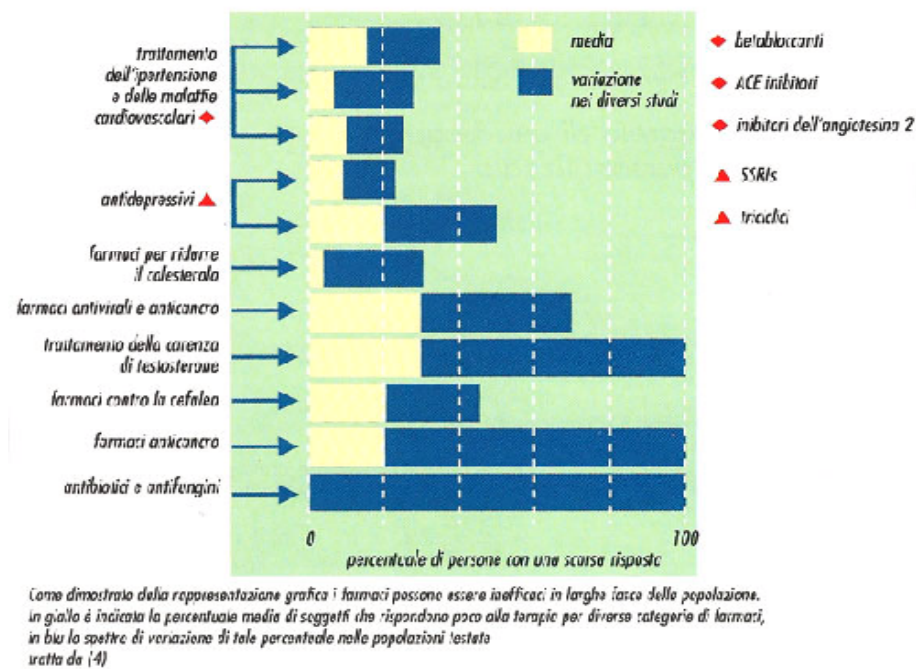 trattamento
dell'ipertensione
e delle malattie
cardiovascolari
antidepressivi
farmaci per ridurre
il colesterolo
farmaci antivirali e anticancro
trattamento della carenza
di testosterone
farmaci contro la cefalea
farmaci anticancro
antibiotici e antifungini
media
variazione
nei diversi studi
betabloccanti
ACE inibitori
inibitori dell'angiotesina 2
SSRIs
triciclici
0
100
percentuale di persone con una scarsa risposta
Come dimostrato della rappresentazione grafica i farmaci possono essere inefficaci in larghe fasce della popolazione.
In giallo è indicata la percentuale media di soggetti che rispondono poco alla terapia per diverse categorie di farmaci,
in blu lo spettro di variazione di tale percentuale nelle popolazioni testate
tratta da (4)